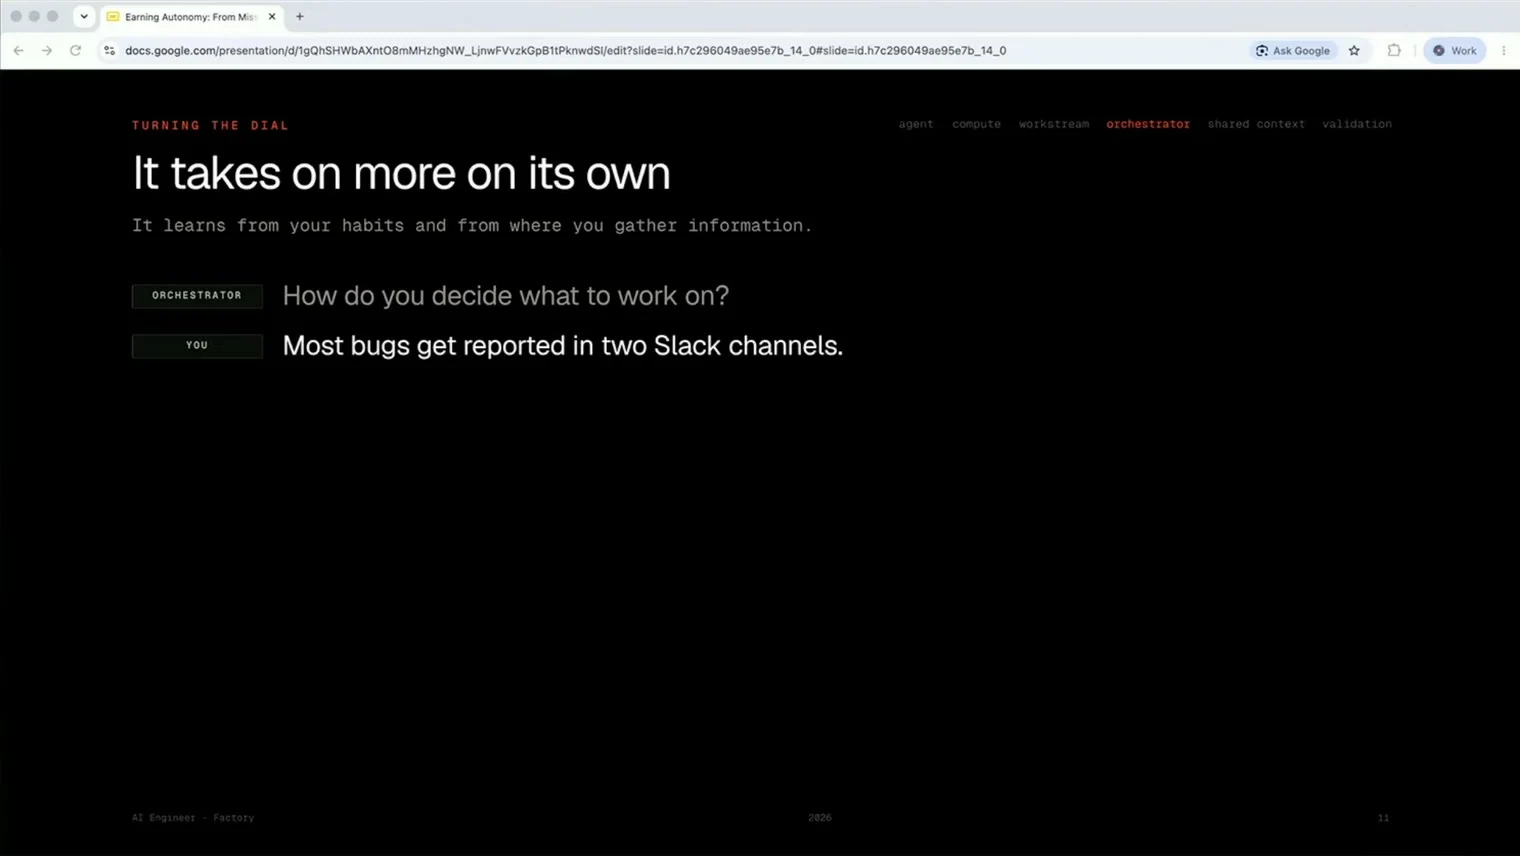 Earning Autonomy: From Miss
docs.google.com/presentation/d/1gQhSHWbAXntO8mMHzhgNW_LjnwFVvzkGpB1tPknwdSI/edit?slide=id.h7c296049ae95e7b_14_0#slide=id.h7c296049ae95e7b_14_0
Ask Google
Work
TURNING THE DIAL
agent compute workstream orchestrator shared context validation
It takes on more on its own
It learns from your habits and from where you gather information.
ORCHESTRATOR How do you decide what to work on?
YOU Most bugs get reported in two Slack channels.
AI Engineer - Factory 2026 11